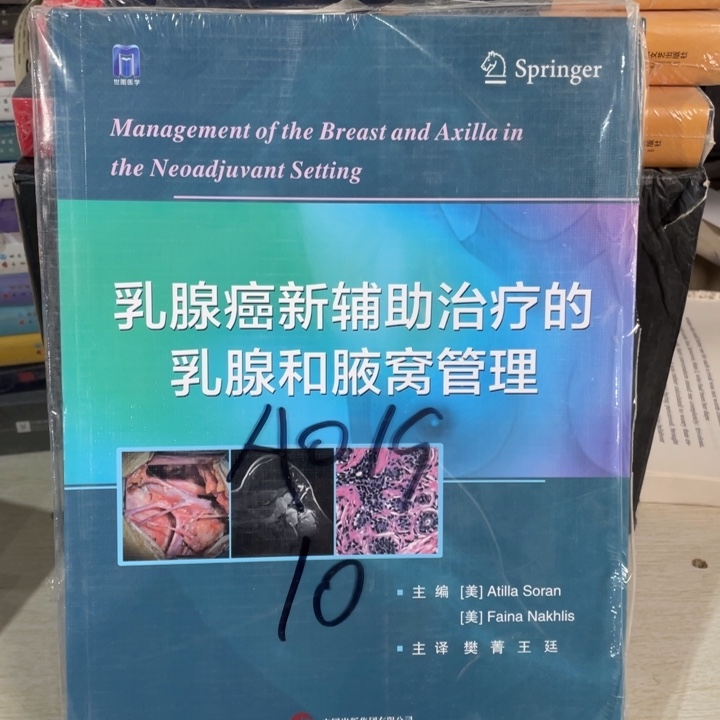 世图医学
Springer
Management of the Breast and Axilla in
the Neoadjuvant Setting
乳腺癌新辅助治疗的
乳腺和腋窝管理
A019
10
主 编 [美] Atilla Soran
[美] Faina Nakhlis
主 译 樊 菁 王 廷